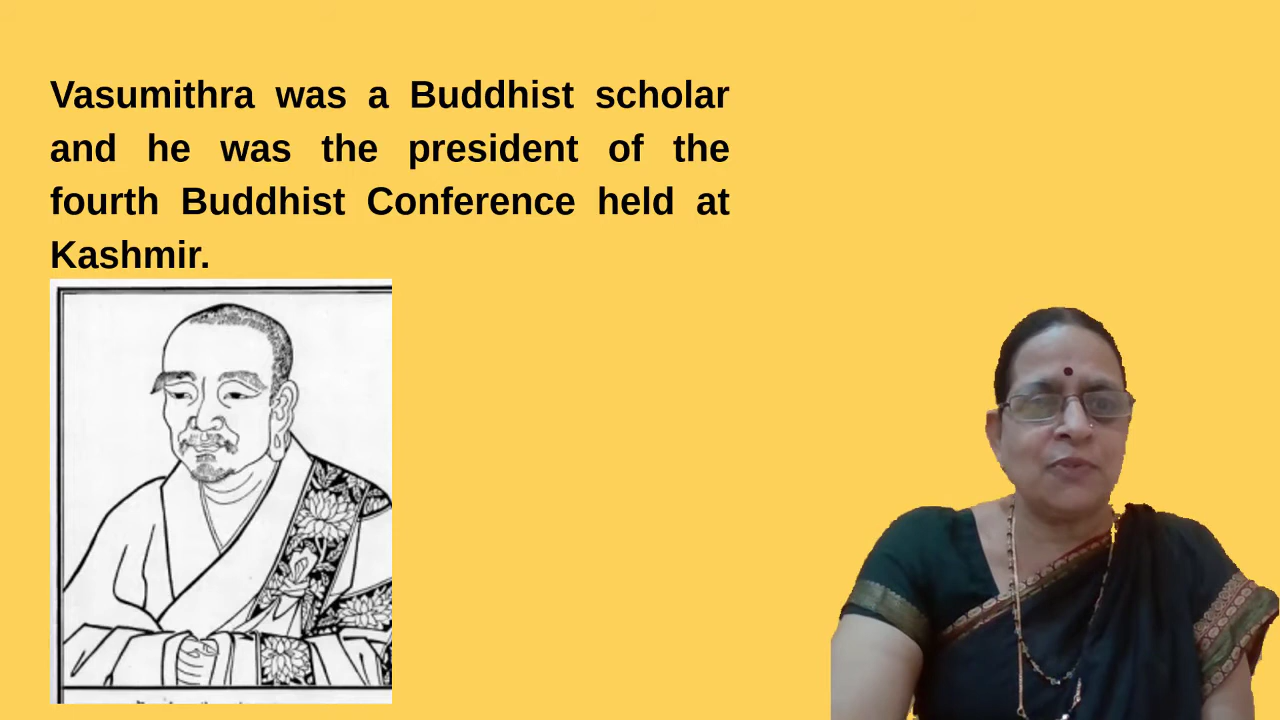 Vasumithra was a Buddhist scholar
and he was the president of the
fourth Buddhist Conference held at
Kashmir.